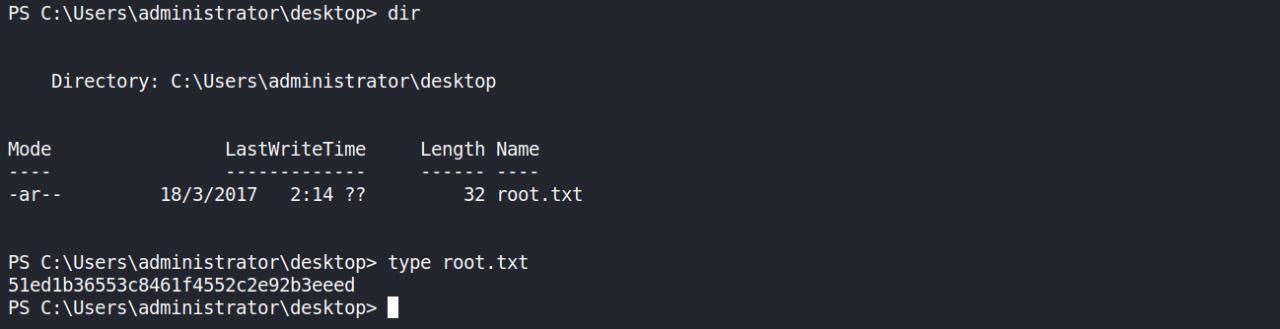 PS C:\Users\administrator\desktop> dir
Directory: C:\Users\administrator\desktop
Mode LastWriteTime Length Name
---- ------------- ------ ----
-ar-- 18/3/2017 2:14 ?? 32 root.txt
PS C:\Users\administrator\desktop> type root.txt
51ed1b36553c8461f4552c2e92b3eeed
PS C:\Users\administrator\desktop>